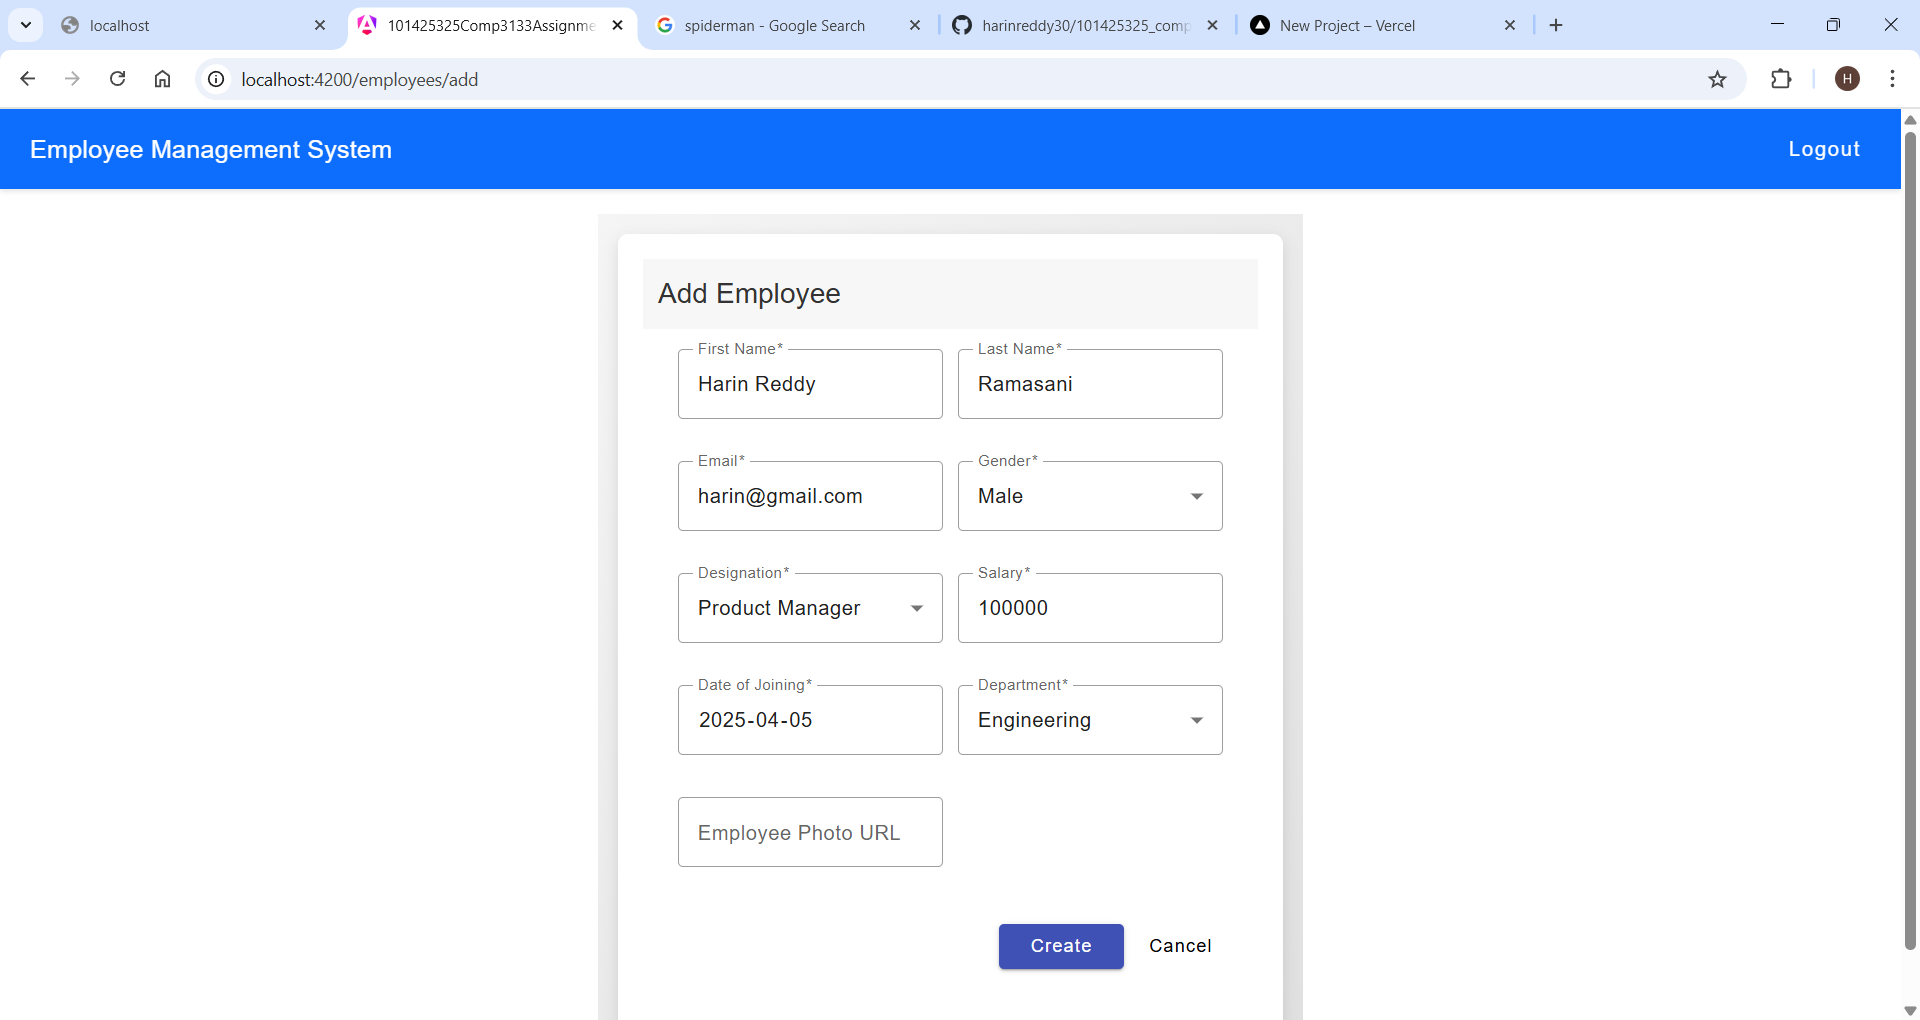 localhost
101425325Comp3133Assignme
spiderman - Google Search
harinreddy30/101425325_comp
New Project – Vercel
localhost:4200/employees/add
H
Employee Management System
Logout
Add Employee
First Name*
Last Name*
Harin Reddy
Ramasani
Email*
Gender*
harin@gmail.com
Male
Designation*
Salary*
Product Manager
100000
Date of Joining*
Department*
2025-04-05
Engineering
Employee Photo URL
Create
Cancel